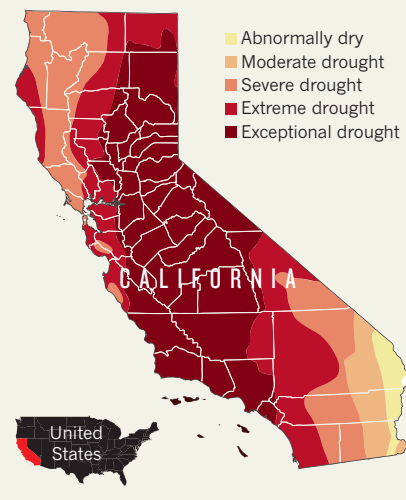 Abnormally dry
Moderate drought
Severe drought
Extreme drought
Exceptional drought
CALIFORNIA
United
States